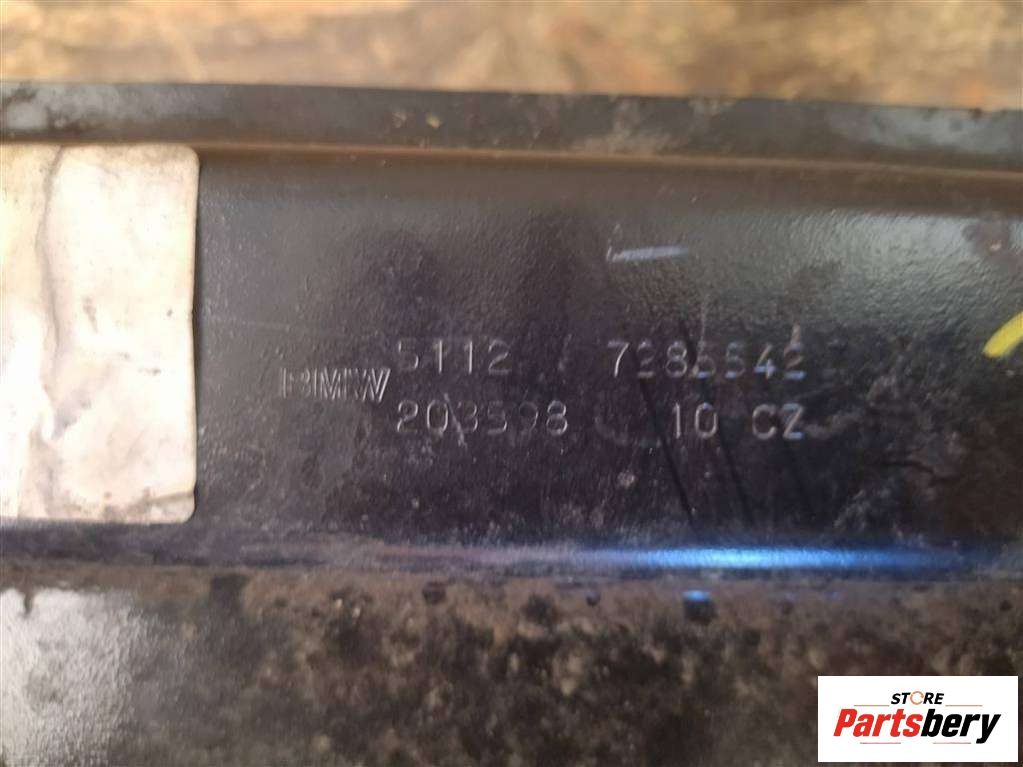 BMW
5112 / 7285542
203598 10 CZ
STORE
Partsbery